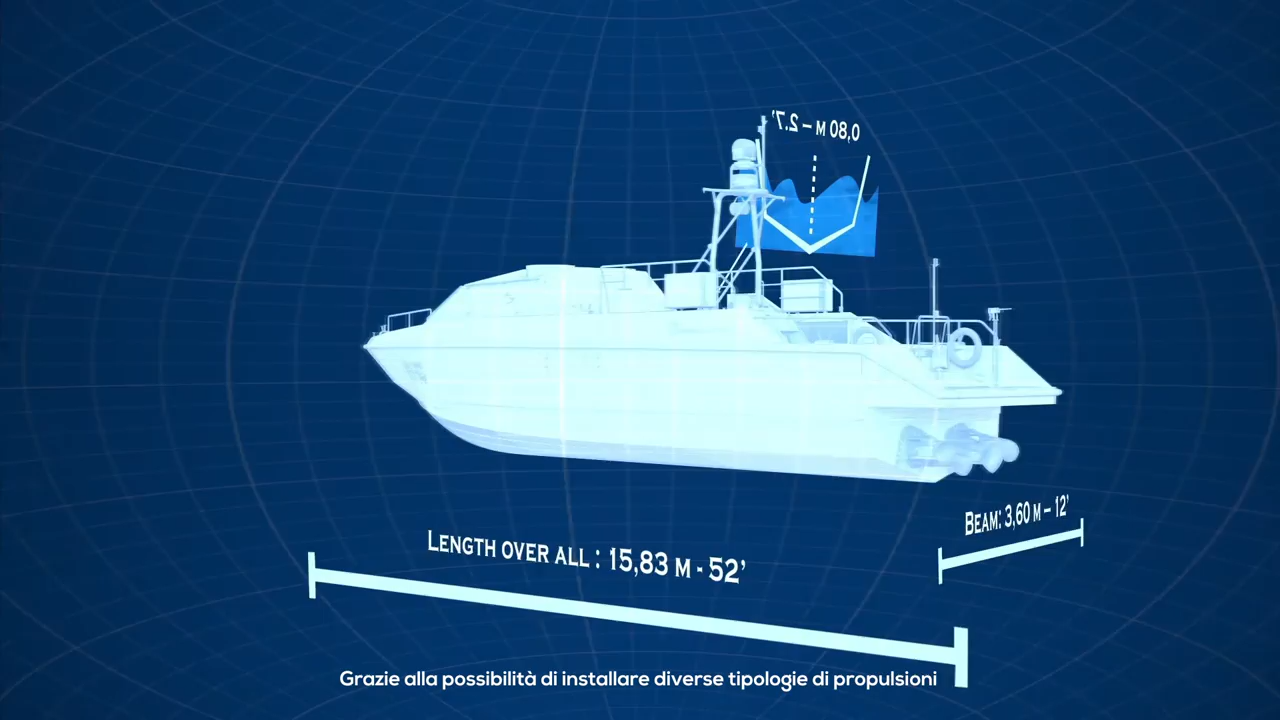 0,80 M – 2.7'
BEAM: 3,60 M – 12'
LENGTH OVER ALL : 15,83 M - 52'
Grazie alla possibilità di installare diverse tipologie di propulsioni